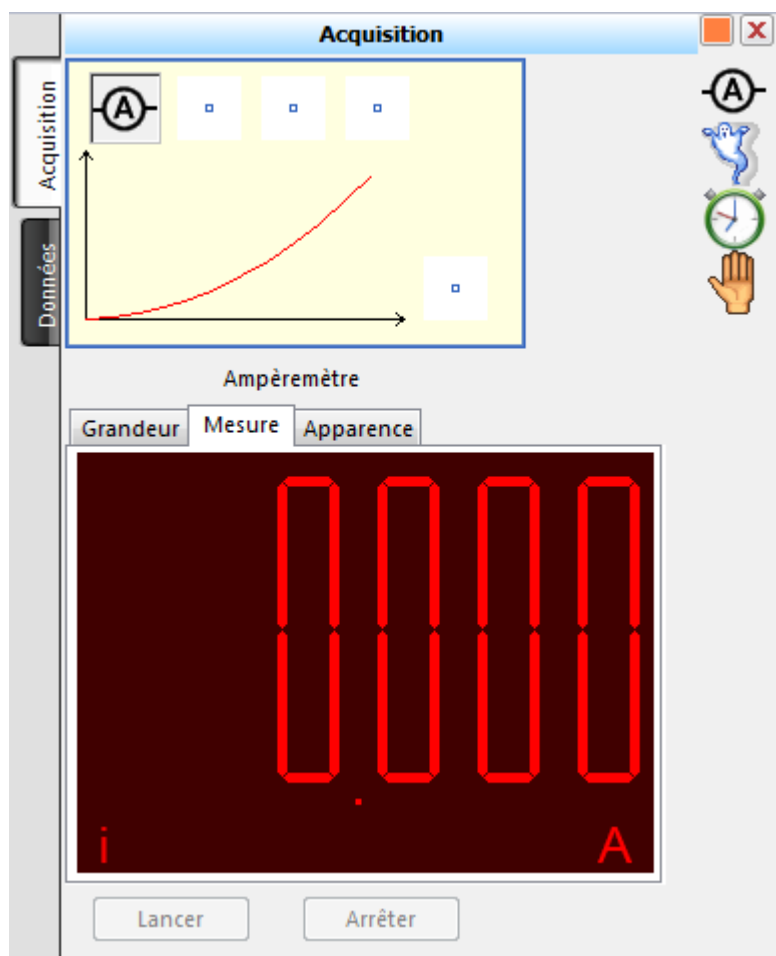 Acquisition
Acquisition
Données
A
A
Ampèremètre
Grandeur Mesure Apparence
0.000
i A
Lancer Arrêter